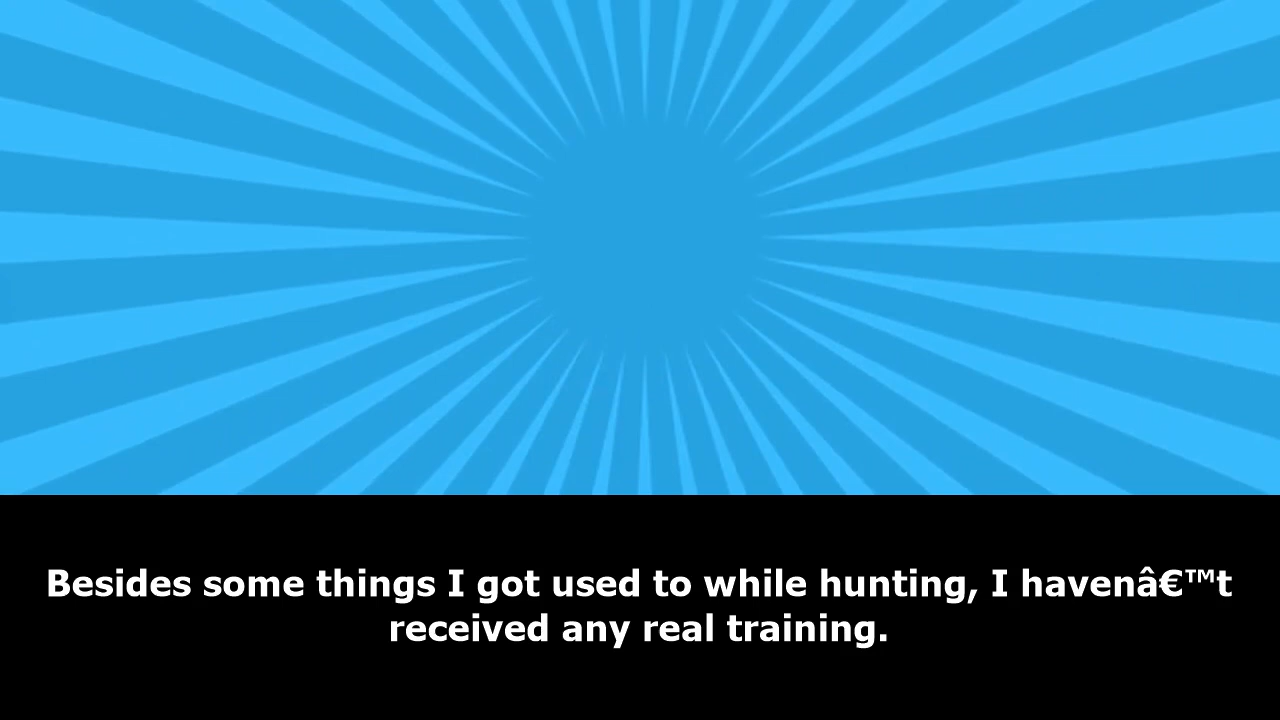 Besides some things I got used to while hunting, I havenâ€™t
received any real training.